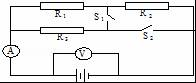 R₁ S₁ R₂
R₃ S₂
A V